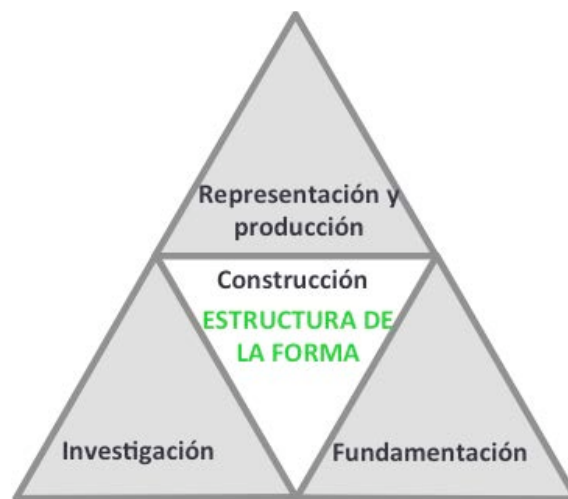 Representación y
producción
Construcción
ESTRUCTURA DE
LA FORMA
Investigación
Fundamentación